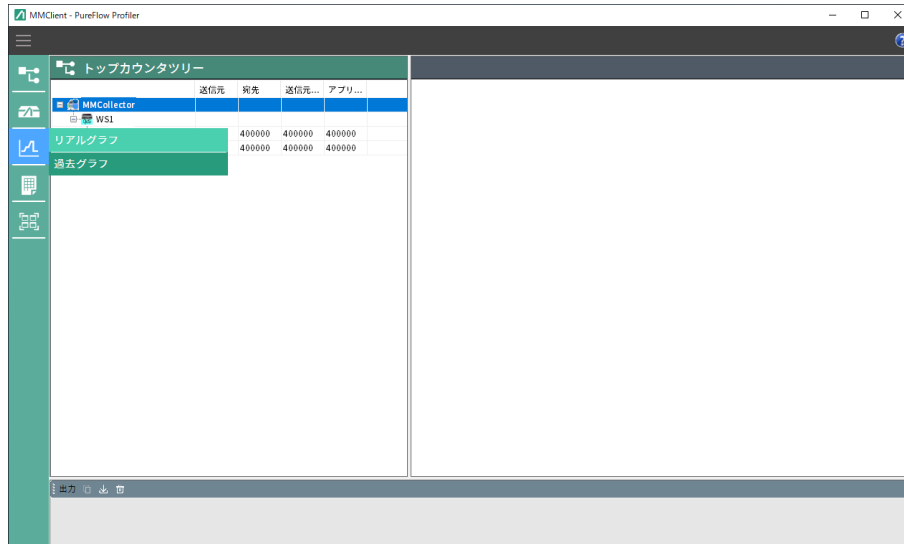 MMClient - PureFlow Profiler
トップカウンタツリー
送信元 宛先 送信元... アプリ...
MMCollector
WS1
400000 400000 400000
400000 400000 400000
リアルグラフ
過去グラフ
出力